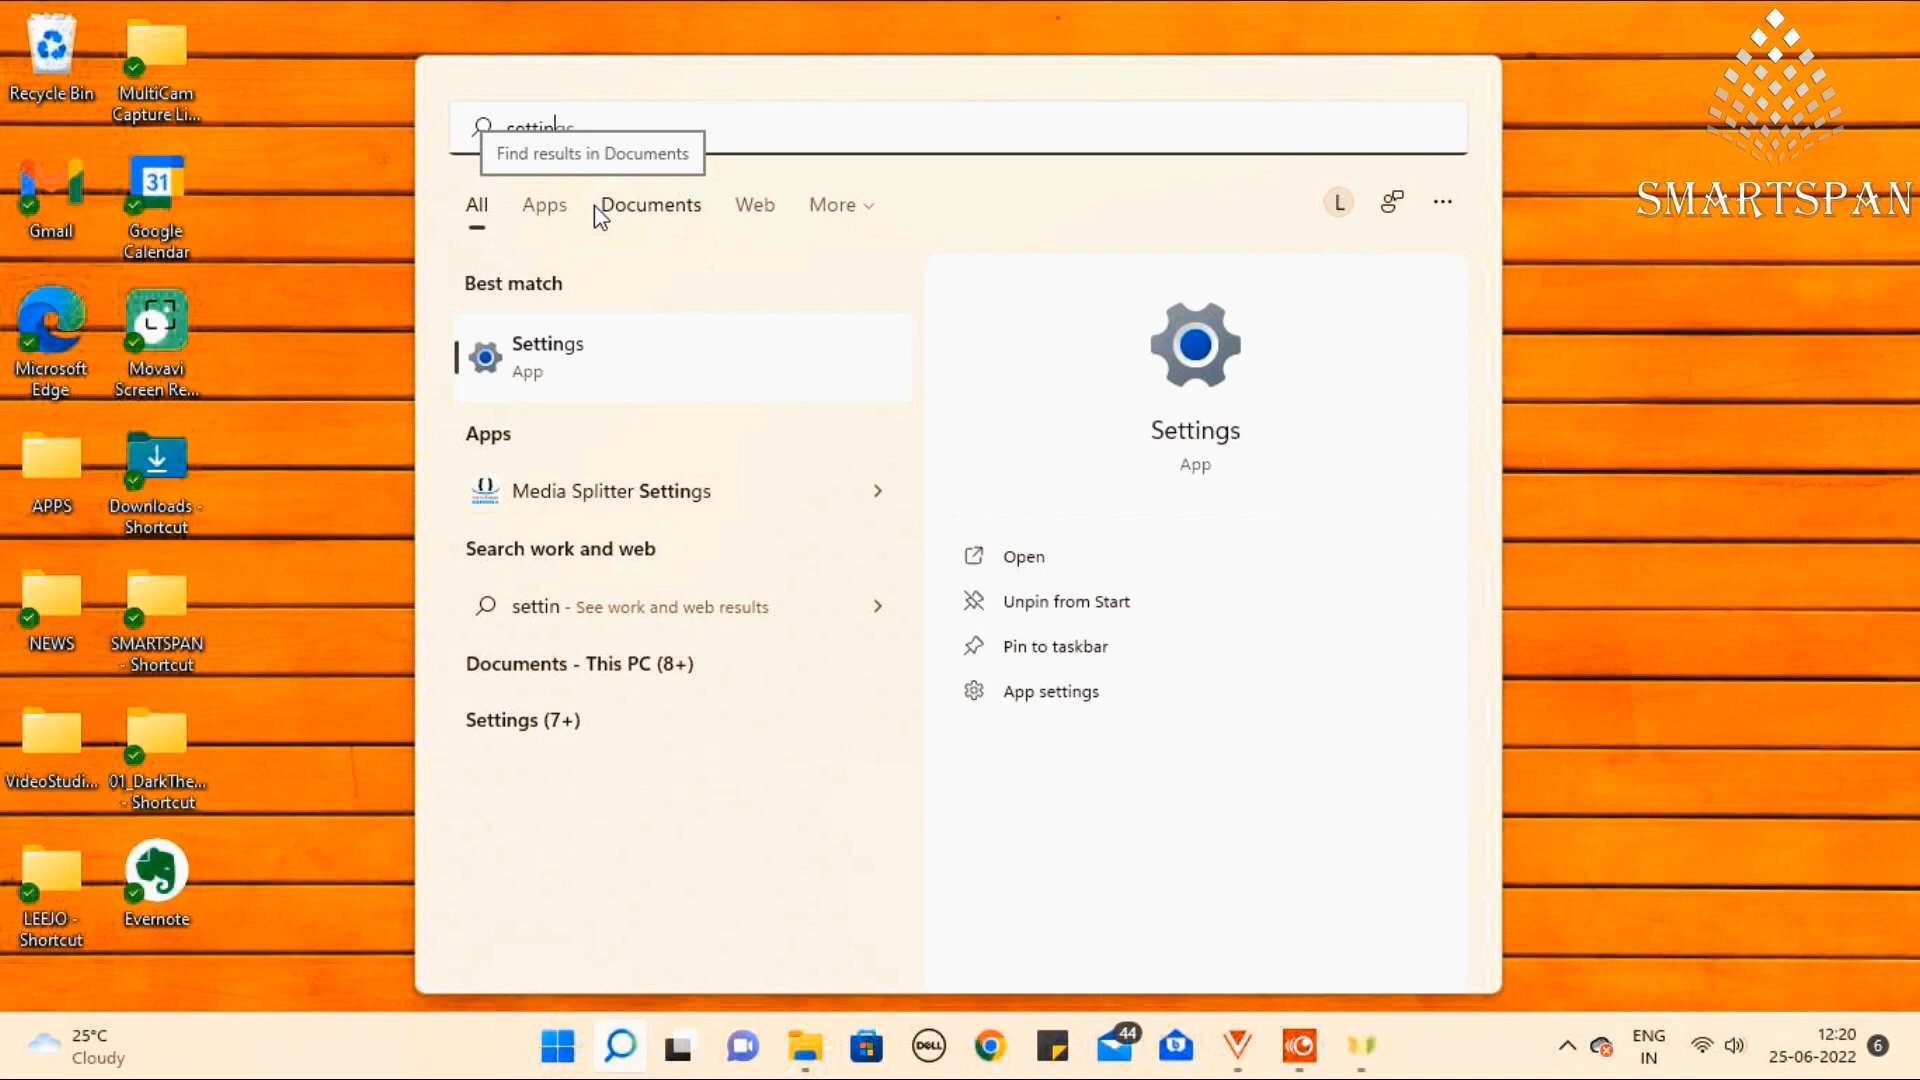 Recycle Bin
MultiCam
Capture Li...
Gmail
31
Google
Calendar
Microsoft
Edge
Movavi
Screen Re...
APPS
Downloads -
Shortcut
NEWS
SMARTSPAN
- Shortcut
VideoStudi...
01_DarkThe...
- Shortcut
LEEJO -
Shortcut
Evernote
settings
Find results in Documents
All
Apps
Documents
Web
More
L
Best match
Settings
App
Apps
Media Splitter Settings
Search work and web
settin - See work and web results
Documents - This PC (8+)
Settings (7+)
Settings
App
Open
Unpin from Start
Pin to taskbar
App settings
SMARTSPAN
25°C
Cloudy
DELL
44
ENG
IN
12:20
25-06-2022
6